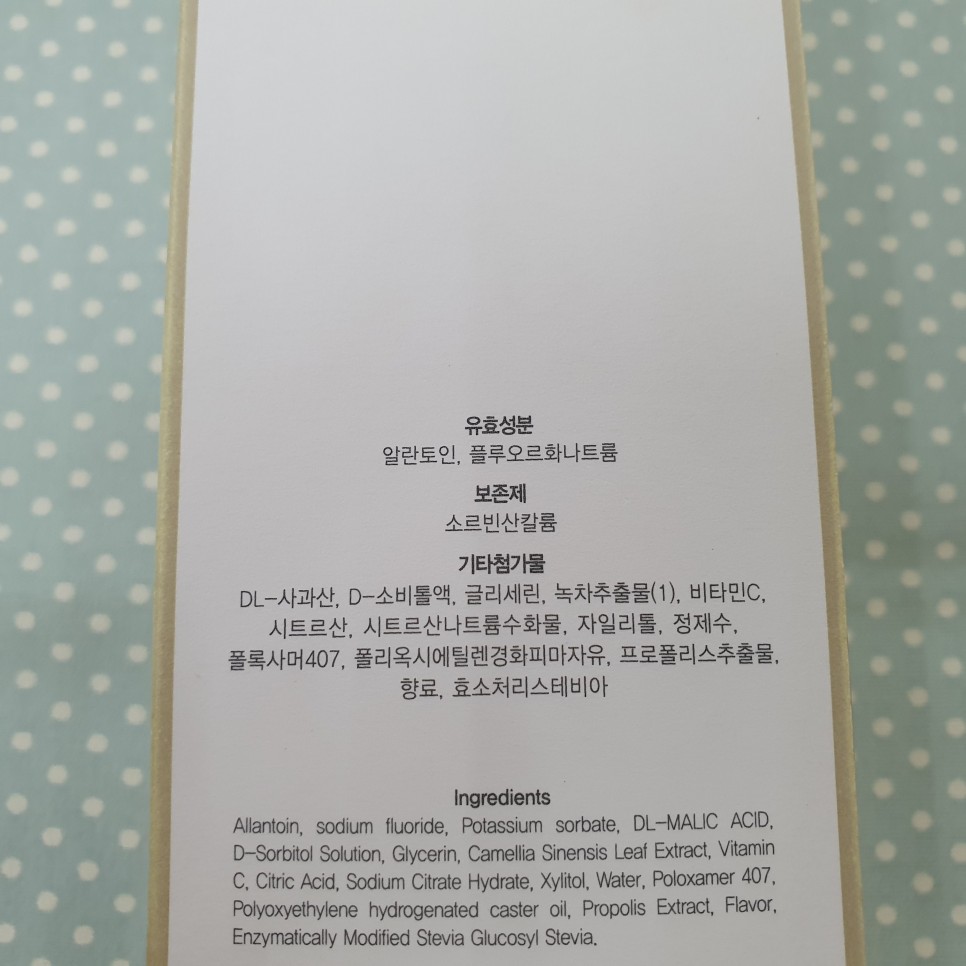 유효성분
알란토인, 플루오르화나트륨
보존제
소르빈산칼륨
기타첨가물
DL-사과산, D-소비톨액, 글리세린, 녹차추출물(1), 비타민C,
시트르산, 시트르산나트륨수화물, 자일리톨, 정제수,
폴록사머407, 폴리옥시에틸렌경화피마자유, 프로폴리스추출물,
향료, 효소처리스테비아
Ingredients
Allantoin, sodium fluoride, Potassium sorbate, DL-MALIC ACID,
D-Sorbitol Solution, Glycerin, Camellia Sinensis Leaf Extract, Vitamin
C, Citric Acid, Sodium Citrate Hydrate, Xylitol, Water, Poloxamer 407,
Polyoxyethylene hydrogenated caster oil, Propolis Extract, Flavor,
Enzymatically Modified Stevia Glucosyl Stevia.